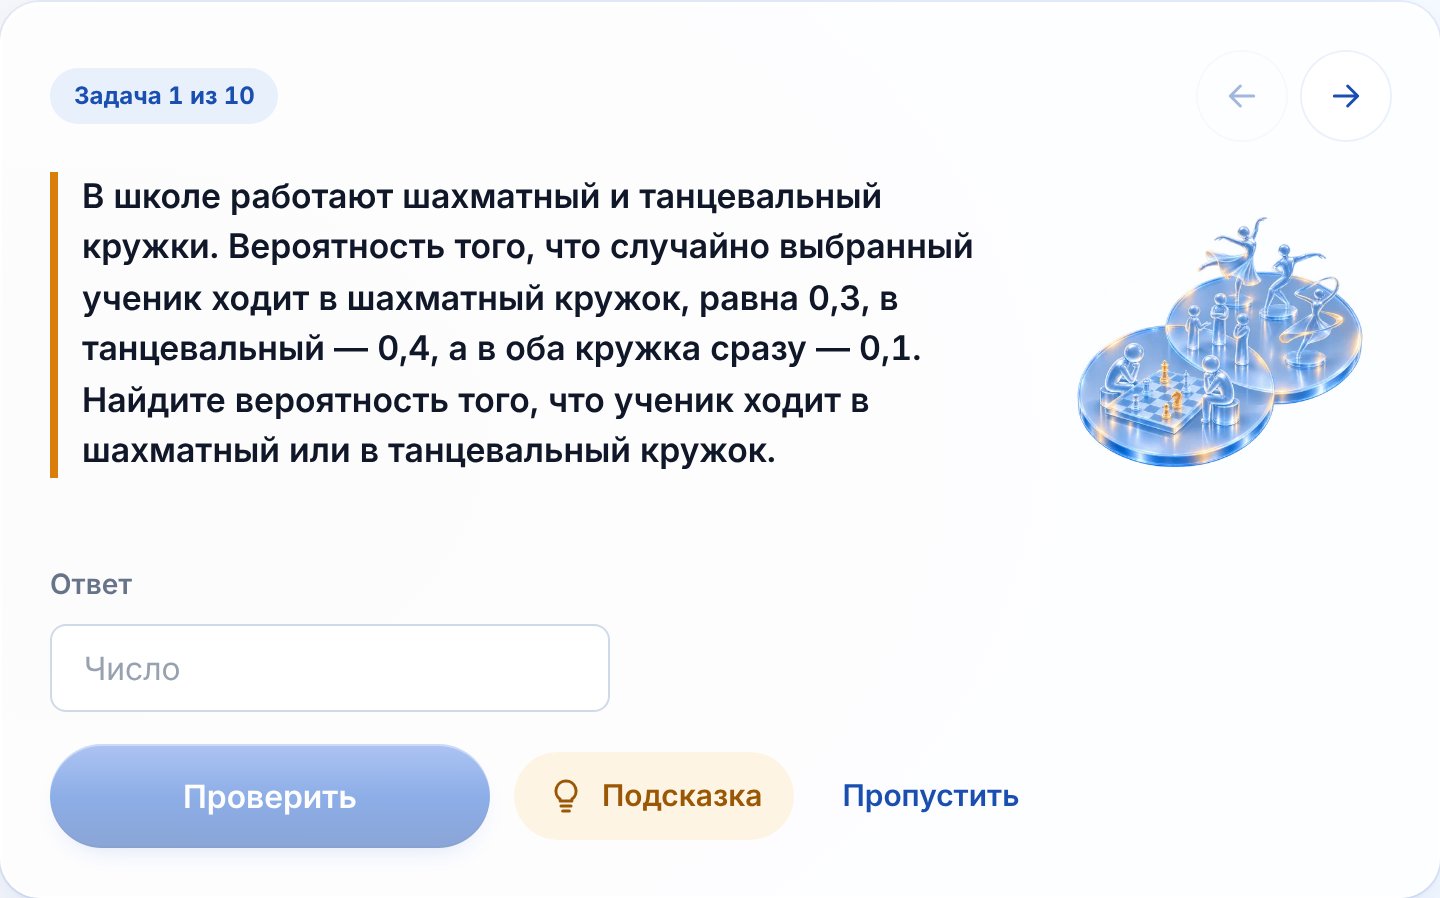 Задача 1 из 10
В школе работают шахматный и танцевальный
кружки. Вероятность того, что случайно выбранный
ученик ходит в шахматный кружок, равна 0,3, в
танцевальный — 0,4, а в оба кружка сразу — 0,1.
Найдите вероятность того, что ученик ходит в
шахматный или в танцевальный кружок.
Ответ
Число
Проверить
Подсказка
Пропустить